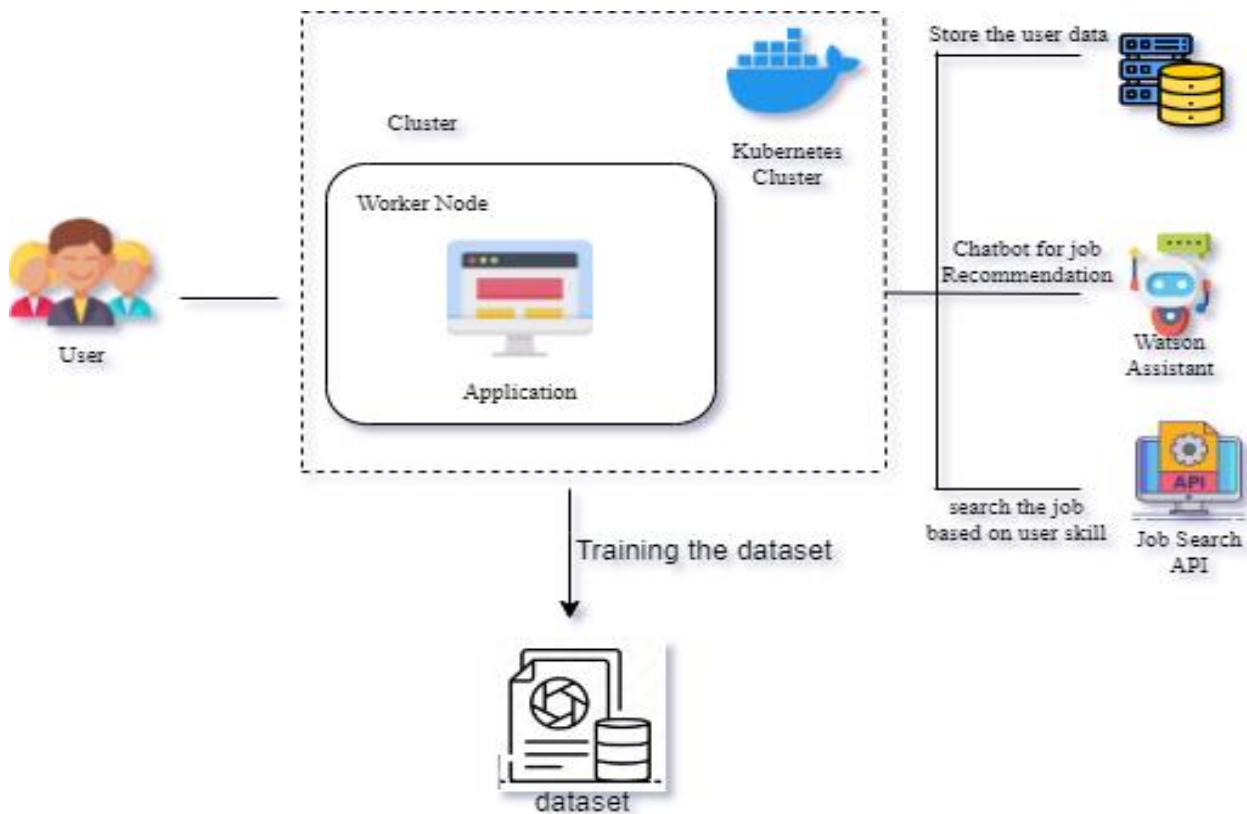 Store the user data
Cluster
Kubernetes
Cluster
Worker Node
Application
User
Chatbot for job
Recommendation
Watson
Assistant
API
search the job
based on user skill
Job Search
API
Training the dataset
dataset